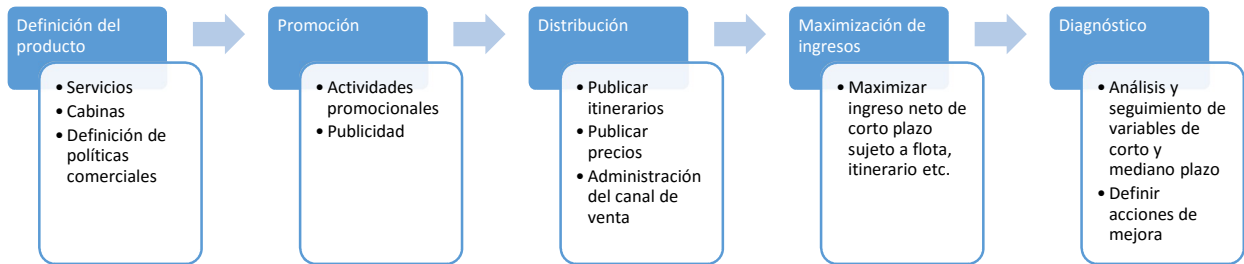 Definición del
producto
• Servicios
• Cabinas
• Definición de
políticas
comerciales
Promoción
• Actividades
promocionales
• Publicidad
Distribución
• Publicar
itinerarios
• Publicar
precios
• Administración
del canal de
venta
Maximización de
ingresos
• Maximizar
ingreso neto de
corto plazo
sujeto a flota,
itinerario etc.
Diagnóstico
• Análisis y
seguimiento de
variables de
corto y
mediano plazo
• Definir
acciones de
mejora